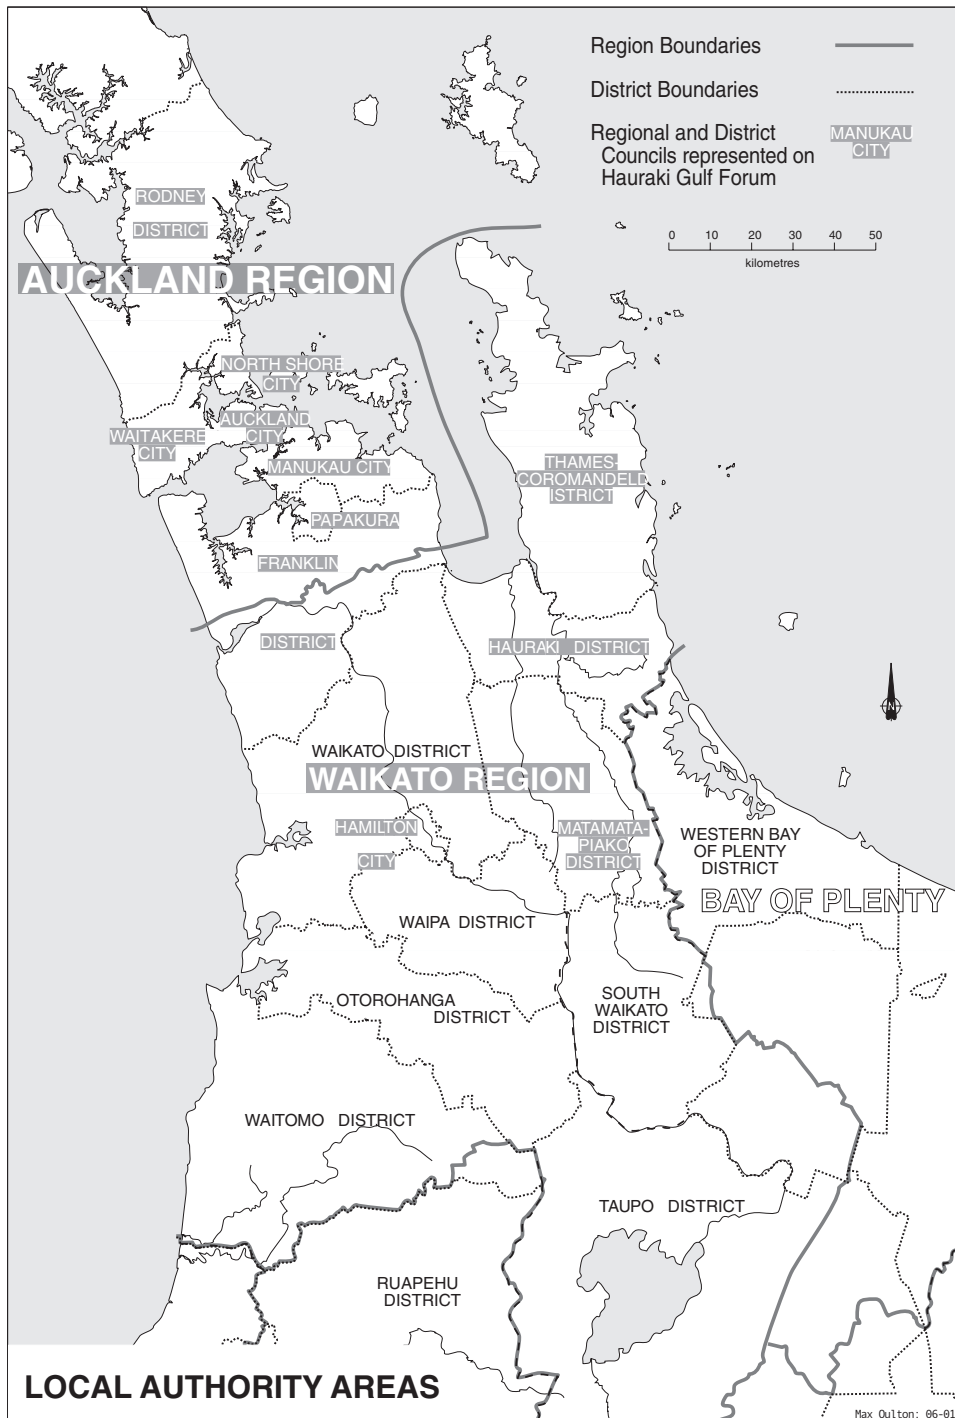 Region Boundaries
District Boundaries
Regional and District
Councils represented on
Hauraki Gulf Forum
MANUKAU
CITY
0 10 20 30 40 50
kilometres
RODNEY
DISTRICT
AUCKLAND REGION
NORTH SHORE
CITY
AUCKLAND
CITY
WAITAKERE
CITY
MANUKAU CITY
THAMES-
COROMANDELD
ISTRICT
PAPAKURA
FRANKLIN
DISTRICT
HAURAKI DISTRICT
N
WAIKATO DISTRICT
WAIKATO REGION
HAMILTON
CITY
MATAMATA-
PIAKO
DISTRICT
WESTERN BAY
OF PLENTY
DISTRICT
BAY OF PLENTY
WAIPA DISTRICT
OTOROHANGA
DISTRICT
SOUTH
WAIKATO
DISTRICT
WAITOMO DISTRICT
TAUPO DISTRICT
RUAPEHU
DISTRICT
LOCAL AUTHORITY AREAS
Max Oulton; 06-01